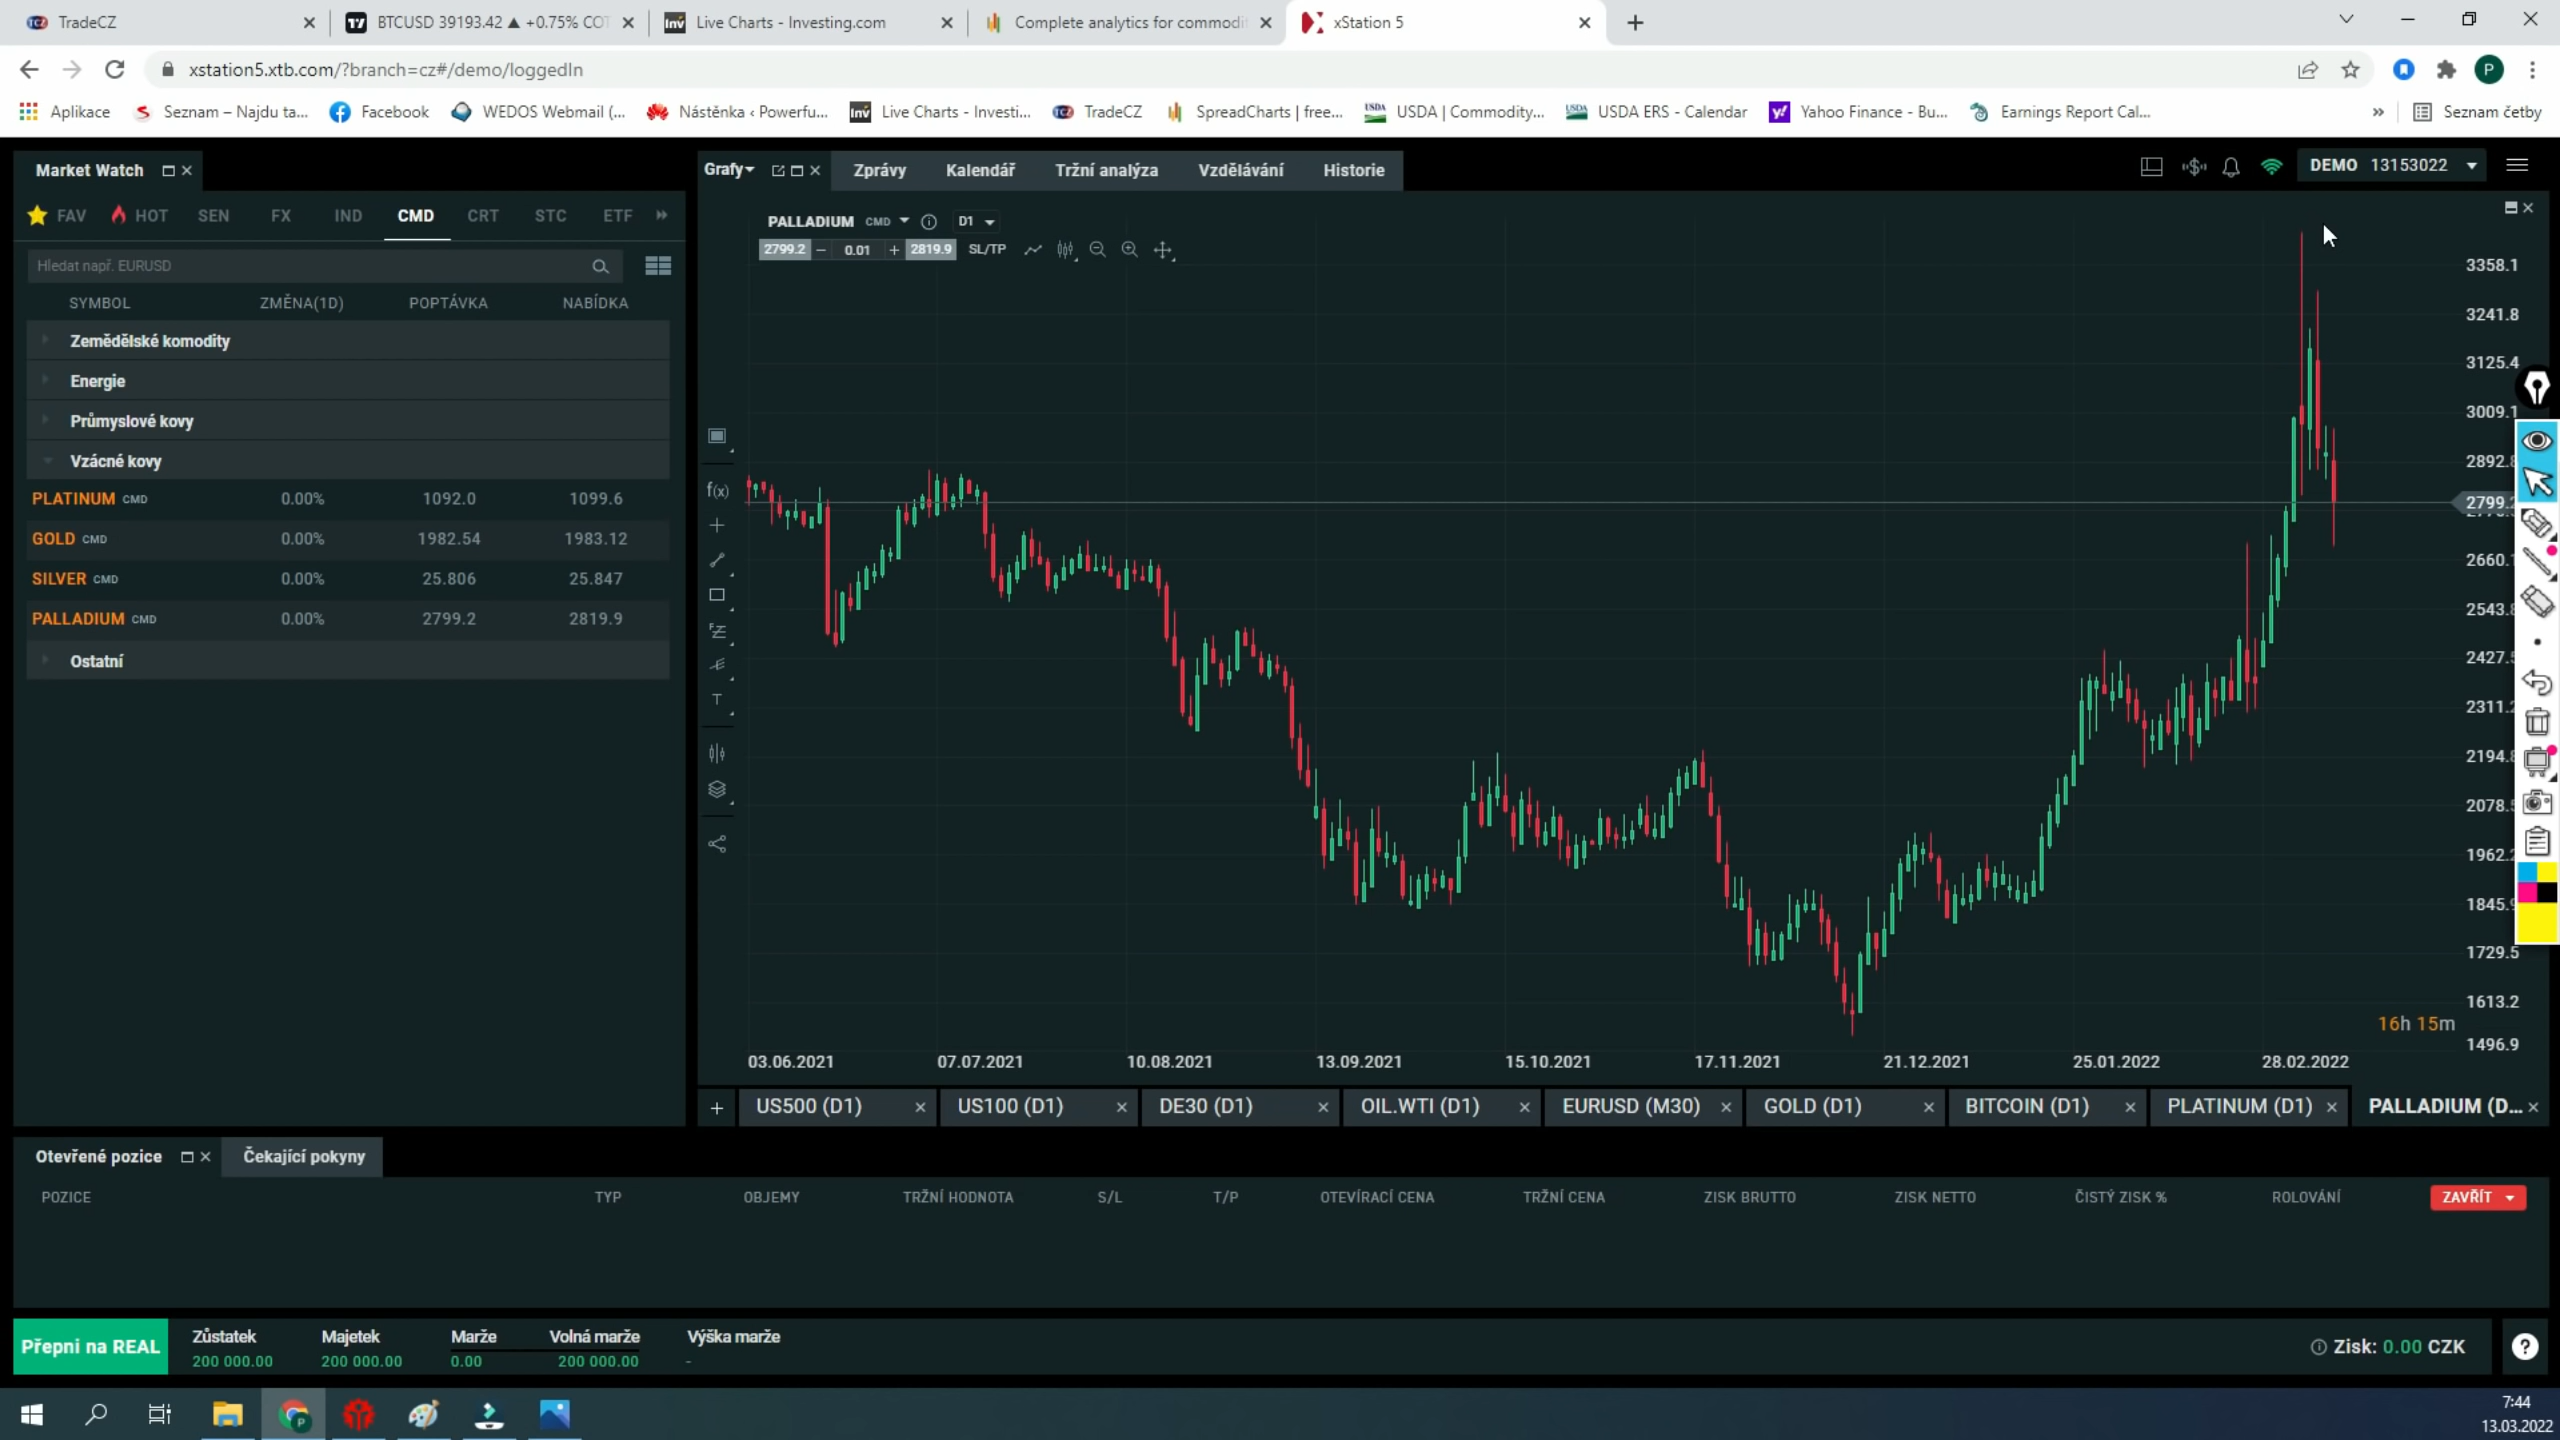 TradeCZ
BTCUSD 39193.42 ▲ +0.75% COT
Live Charts - Investing.com
Complete analytics for commodit
xStation 5
xstation5.xtb.com/?branch=cz#/demo/loggedIn
P
Aplikace
Seznam – Najdu ta...
Facebook
WEDOS Webmail (...
Nástěnka ‹ Powerfu...
Live Charts - Investi...
TradeCZ
SpreadCharts | free...
USDA | Commodity...
USDA ERS - Calendar
Yahoo Finance - Bu...
Earnings Report Cal...
»
Seznam četby
Market Watch
Grafy
Zprávy
Kalendář
Tržní analýza
Vzdělávání
Historie
DEMO 13153022
FAV HOT SEN FX IND CMD CRT STC ETF
Hledat např. EURUSD
SYMBOL ZMĚNA(1D) POPTÁVKA NABÍDKA
Zemědělské komodity
Energie
Průmyslové kovy
Vzácné kovy
PLATINUM CMD 0.00% 1092.0 1099.6
GOLD CMD 0.00% 1982.54 1983.12
SILVER CMD 0.00% 25.806 25.847
PALLADIUM CMD 0.00% 2799.2 2819.9
Ostatní
PALLADIUM CMD D1
2799.2 − 0.01 + 2819.9 SL/TP
f(x)
T
3358.1
3241.8
3125.4
3009.1
2892.8
2799.2
2660.
2543.
2427.
2311.
2194.
2078.
1962.
1845.
1729.5
1613.2
1496.9
16h 15m
03.06.2021 07.07.2021 10.08.2021 13.09.2021 15.10.2021 17.11.2021 21.12.2021 25.01.2022 28.02.2022
US500 (D1) US100 (D1) DE30 (D1) OIL.WTI (D1) EURUSD (M30) GOLD (D1) BITCOIN (D1) PLATINUM (D1) PALLADIUM (D...
Otevřené pozice
Čekající pokyny
POZICE TYP OBJEMY TRŽNÍ HODNOTA S/L T/P OTEVÍRACÍ CENA TRŽNÍ CENA ZISK BRUTTO ZISK NETTO ČISTÝ ZISK % ROLOVÁNÍ ZAVŘÍT
Přepni na REAL
Zůstatek Majetek Marže Volná marže Výška marže
200 000.00 200 000.00 0.00 200 000.00 -
Zisk: 0.00 CZK
?
7:44
13.03.2022